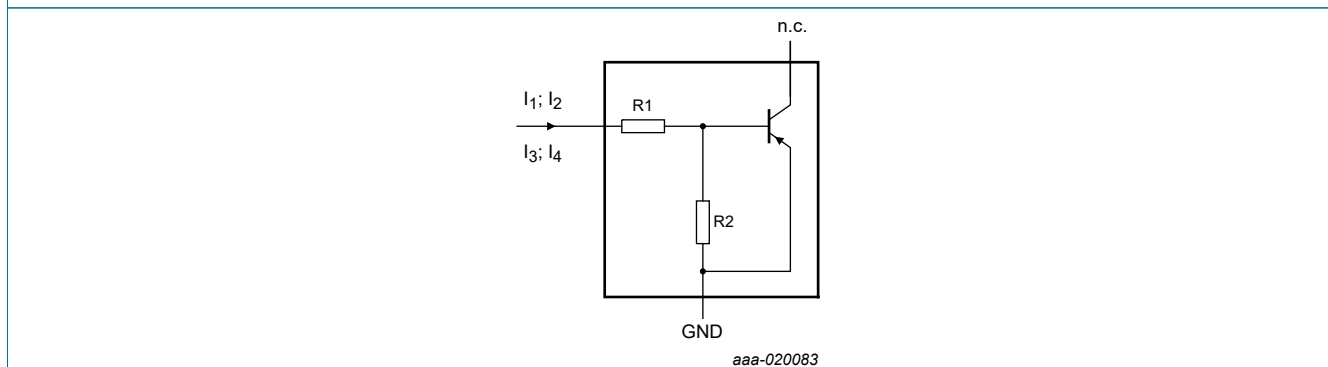 n.c.
I1; I2
R1
I3; I4
R2
GND
aaa-020083